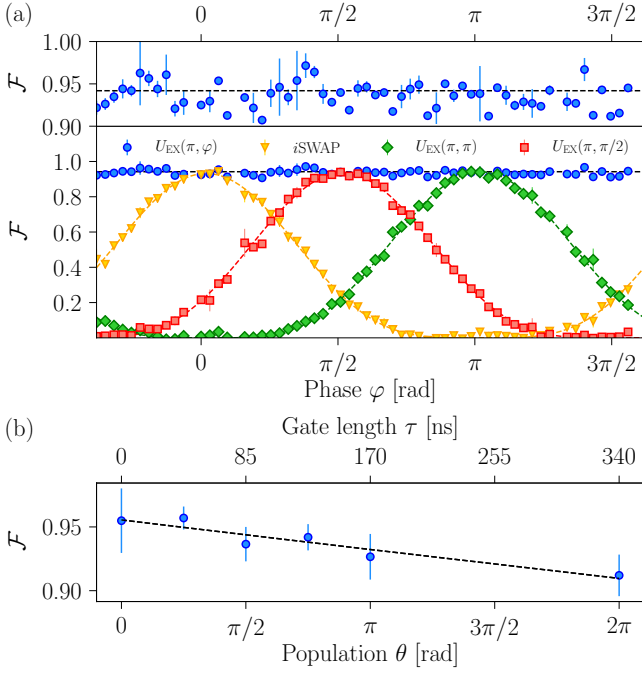 (a)
0 π/2 π 3π/2
1.00
0.95
0.90
ℱ
U_EX(π, φ) iSWAP U_EX(π, π) U_EX(π, π/2)
1.0
0.8
0.6
0.4
0.2
ℱ
0 π/2 π 3π/2
Phase φ [rad]
(b)
Gate length τ [ns]
0 85 170 255 340
0.95
0.90
ℱ
0 π/2 π 3π/2 2π
Population θ [rad]